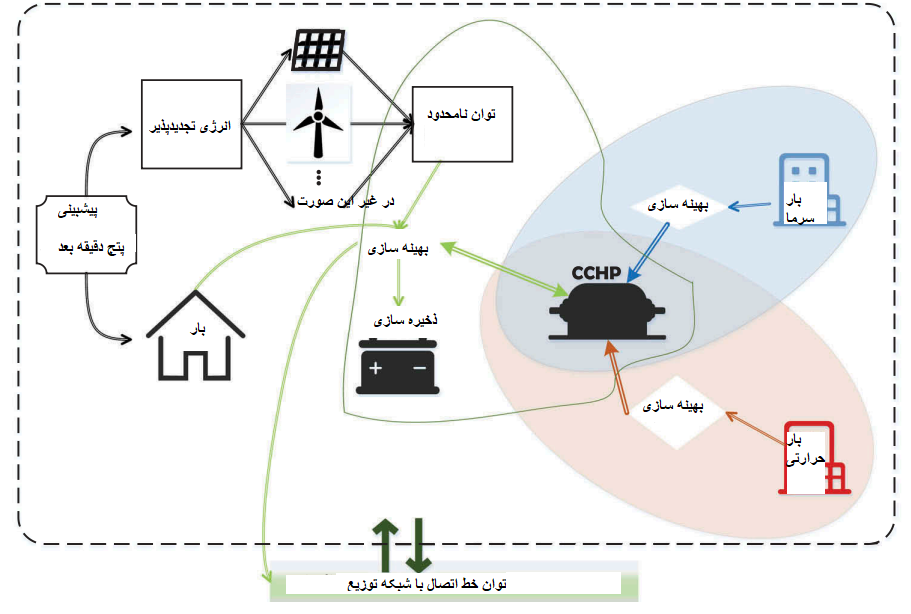 توان نامحدود
انرژی تجدیدپذیر
در غیر این صورت
پیشبینی
پتج دقیقه بعد
بهینه سازی
بار
سرما
بهینه سازی
CCHP
ذخیره سازی
بار
بهینه سازی
بار
حرارتی
توان خط اتصال با شبکه توزیع